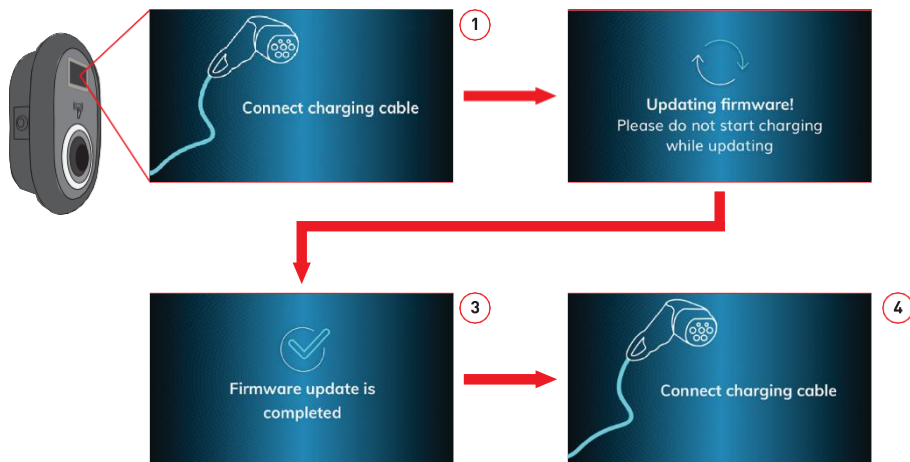 1
Connect charging cable
Updating firmware!
Please do not start charging
while updating
3
Firmware update is
completed
4
Connect charging cable